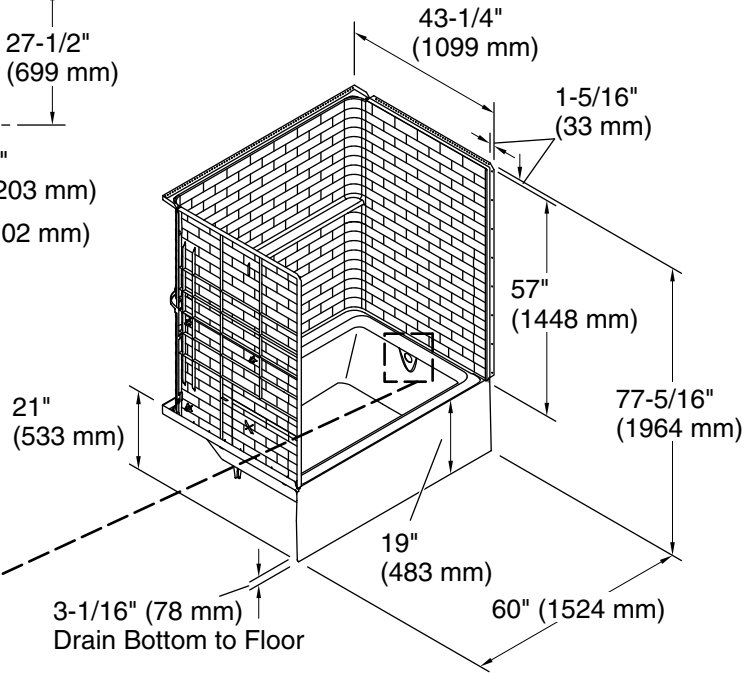 27-1/2"
(699 mm)
43-1/4"
(1099 mm)
1-5/16"
(33 mm)
"
203 mm)
02 mm)
57"
(1448 mm)
21"
(533 mm)
77-5/16"
(1964 mm)
19"
(483 mm)
3-1/16" (78 mm)
Drain Bottom to Floor
60" (1524 mm)